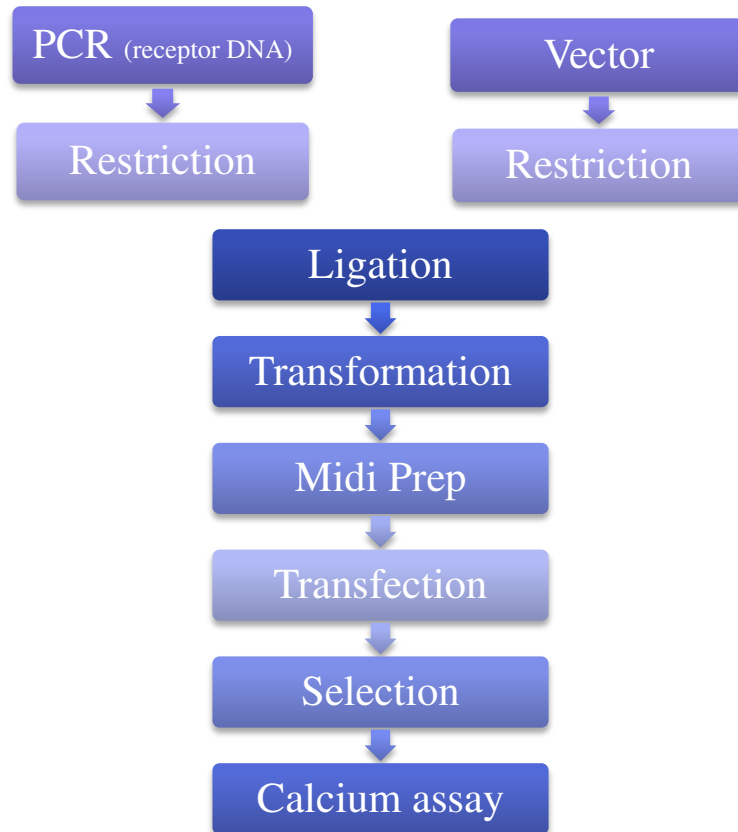 PCR (receptor DNA)
Restriction
Vector
Restriction
Ligation
Transformation
Midi Prep
Transfection
Selection
Calcium assay